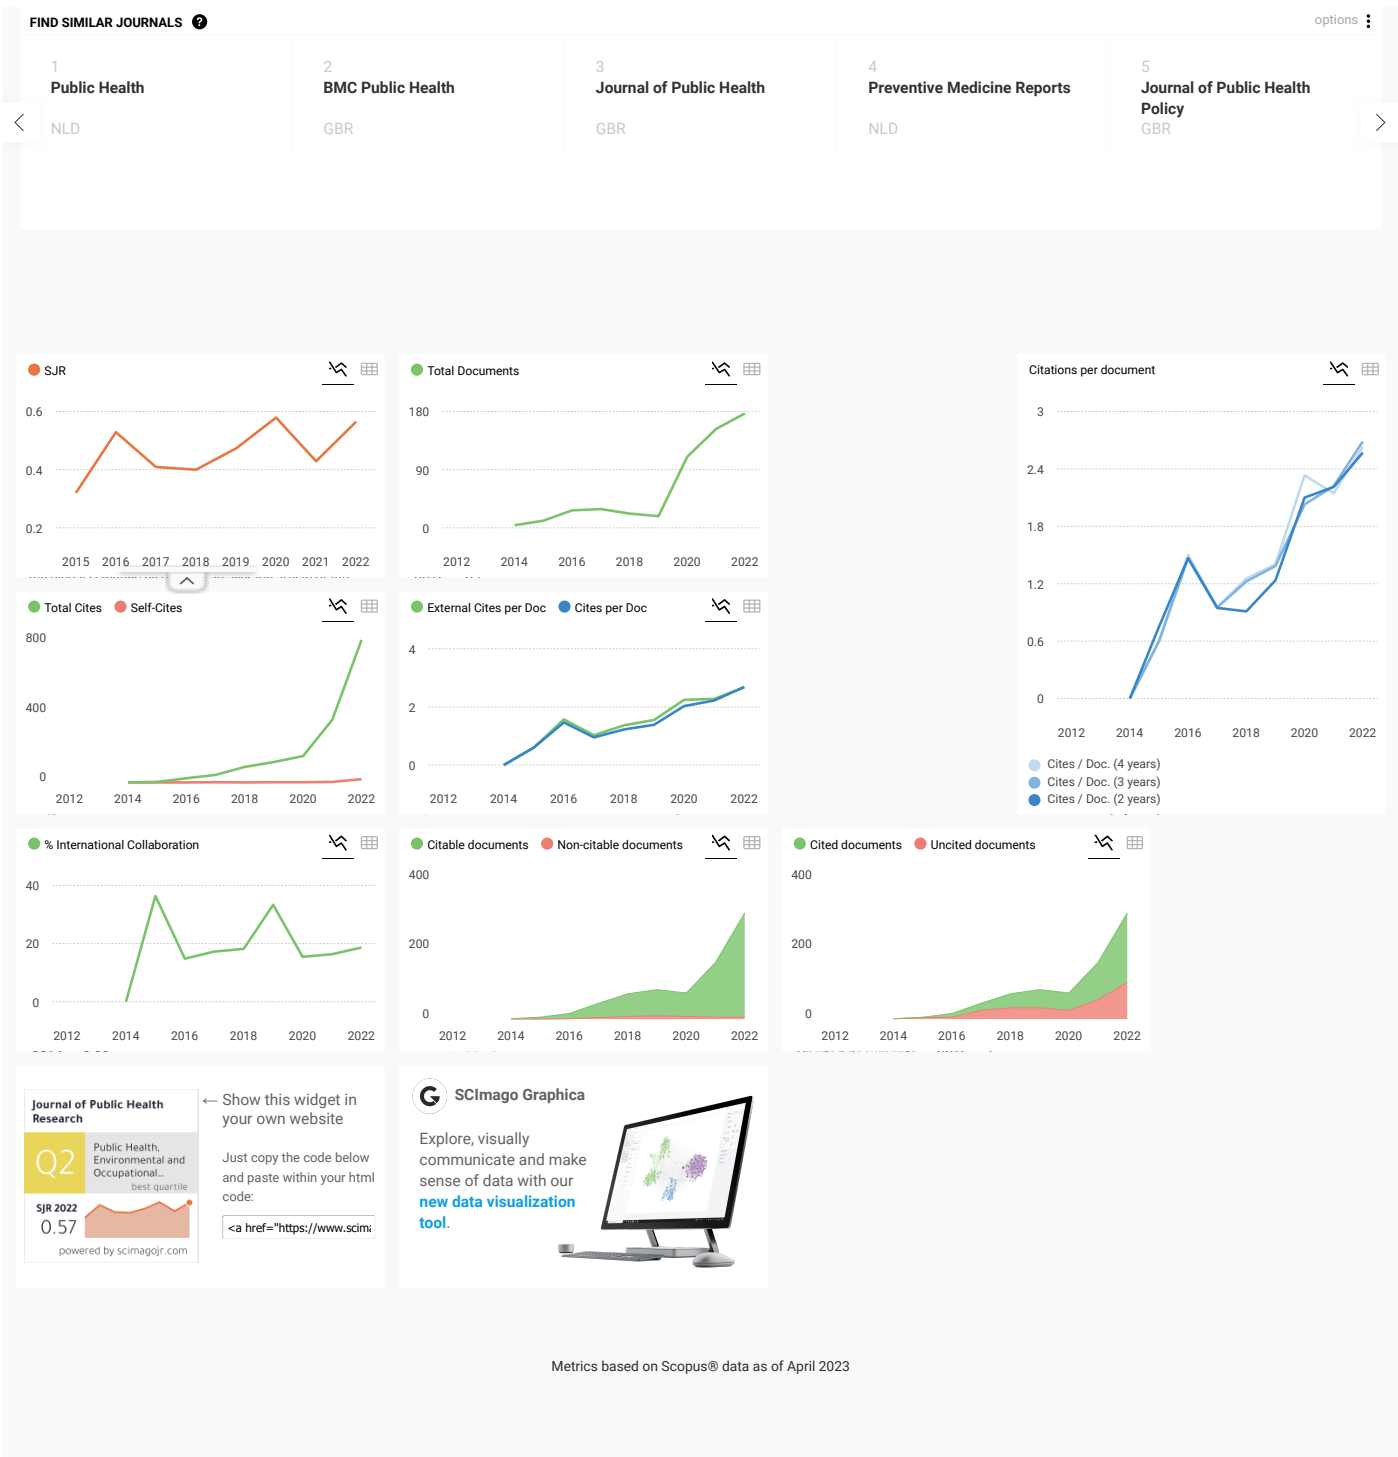 FIND SIMILAR JOURNALS ?
options
1
Public Health
NLD
2
BMC Public Health
GBR
3
Journal of Public Health
GBR
4
Preventive Medicine Reports
NLD
5
Journal of Public Health
Policy
GBR
SJR
0.6
0.4
0.2
2015 2016 2017 2018 2019 2020 2021 2022
Total Documents
180
90
0
2012 2014 2016 2018 2020 2022
Citations per document
3
2.4
1.8
1.2
0.6
0
2012 2014 2016 2018 2020 2022
Cites / Doc. (4 years)
Cites / Doc. (3 years)
Cites / Doc. (2 years)
Total Cites Self-Cites
800
400
0
2012 2014 2016 2018 2020 2022
External Cites per Doc Cites per Doc
4
2
0
2012 2014 2016 2018 2020 2022
% International Collaboration
40
20
0
2012 2014 2016 2018 2020 2022
Citable documents Non-citable documents
400
200
0
2012 2014 2016 2018 2020 2022
Cited documents Uncited documents
400
200
0
2012 2014 2016 2018 2020 2022
Journal of Public Health
Research
Q2
Public Health,
Environmental and
Occupational...
best quartile
SJR 2022
0.57
powered by scimagojr.com
← Show this widget in
your own website
Just copy the code below
and paste within your html
code:
<a href="https://www.scima
SCImago Graphica
Explore, visually
communicate and make
sense of data with our
new data visualization
tool.
Metrics based on Scopus® data as of April 2023